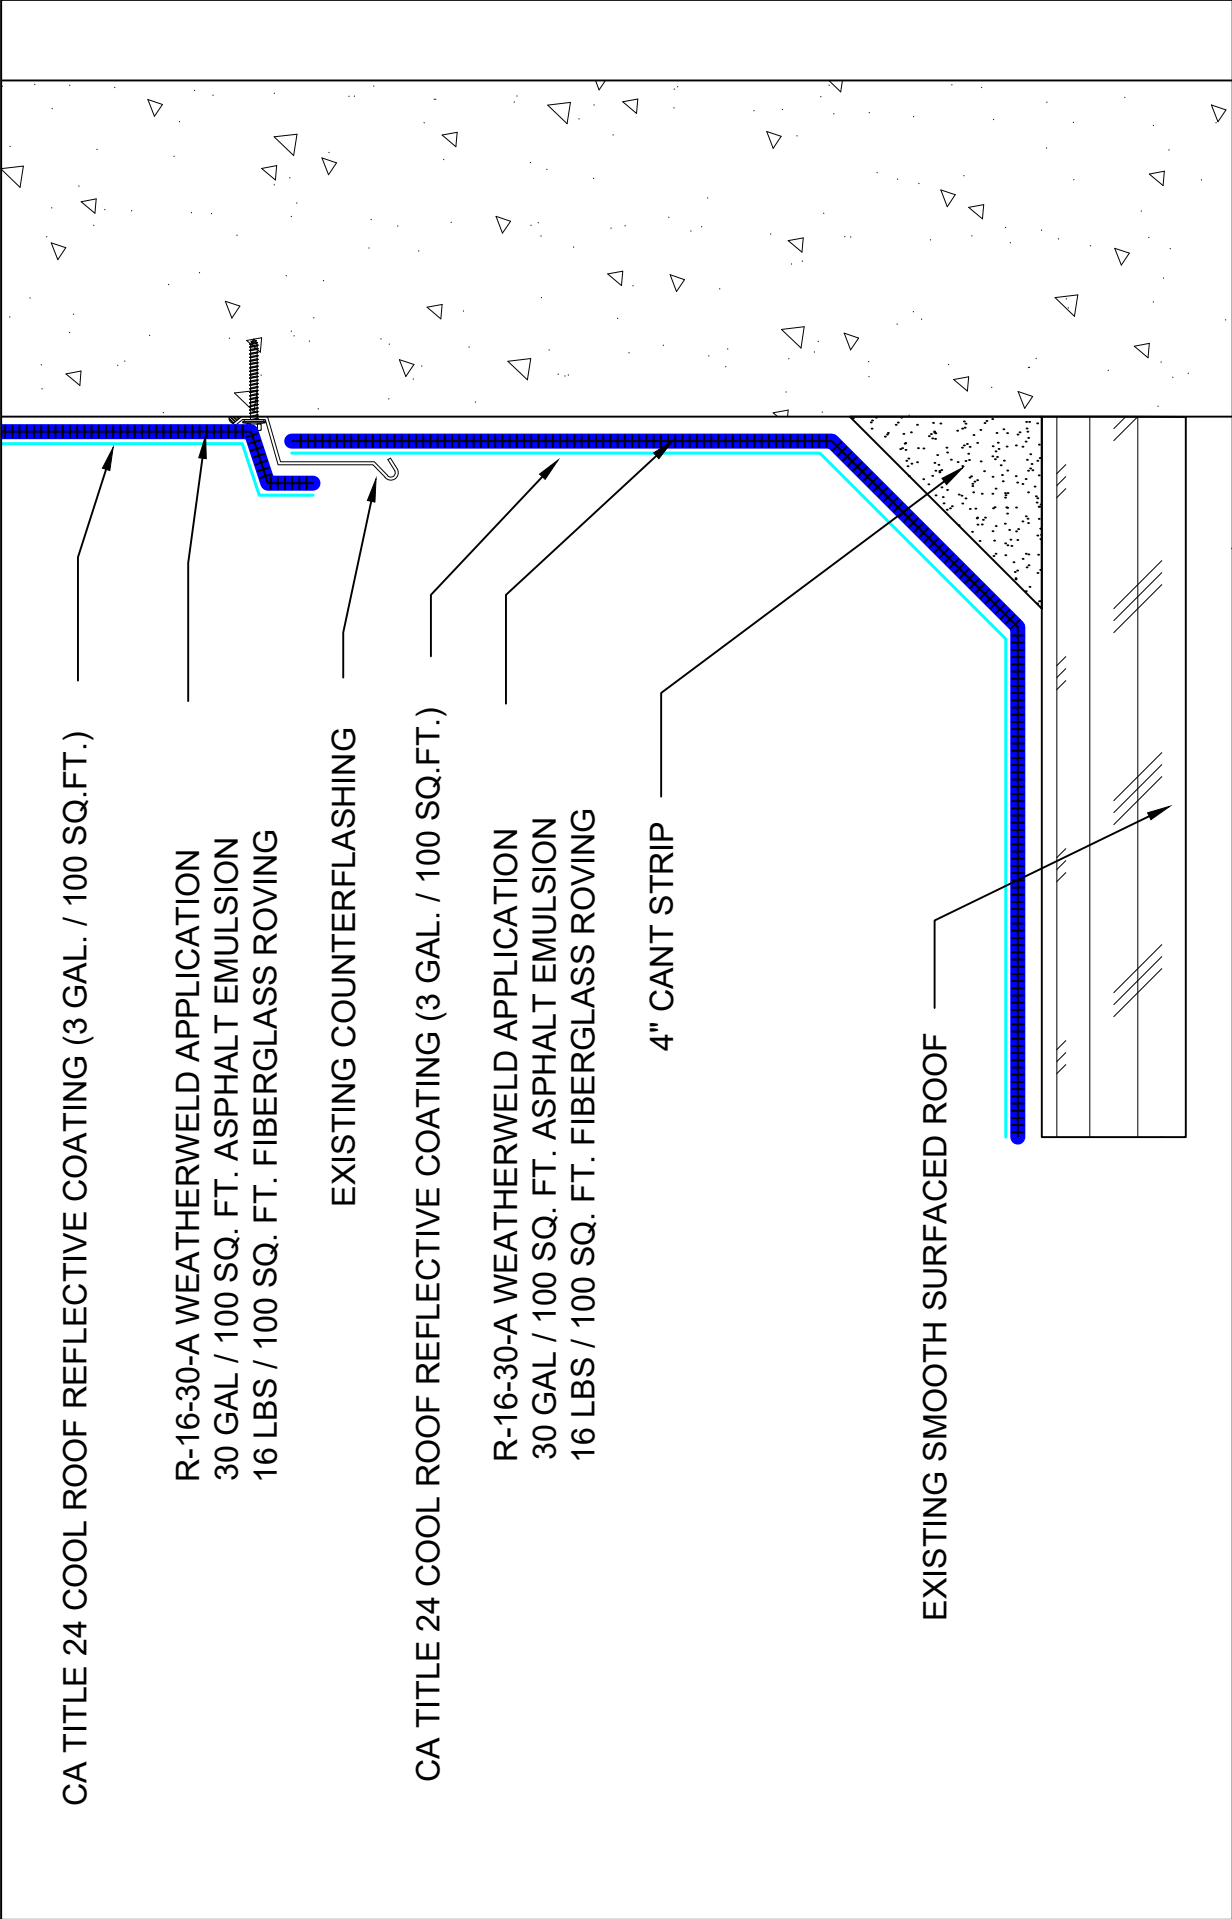 CA TITLE 24 COOL ROOF REFLECTIVE COATING (3 GAL. / 100 SQ.FT.)
R-16-30-A WEATHERWELD APPLICATION
30 GAL / 100 SQ. FT. ASPHALT EMULSION
16 LBS / 100 SQ. FT. FIBERGLASS ROVING
EXISTING COUNTERFLASHING
CA TITLE 24 COOL ROOF REFLECTIVE COATING (3 GAL. / 100 SQ.FT.)
R-16-30-A WEATHERWELD APPLICATION
30 GAL / 100 SQ. FT. ASPHALT EMULSION
16 LBS / 100 SQ. FT. FIBERGLASS ROVING
4" CANT STRIP
EXISTING SMOOTH SURFACED ROOF